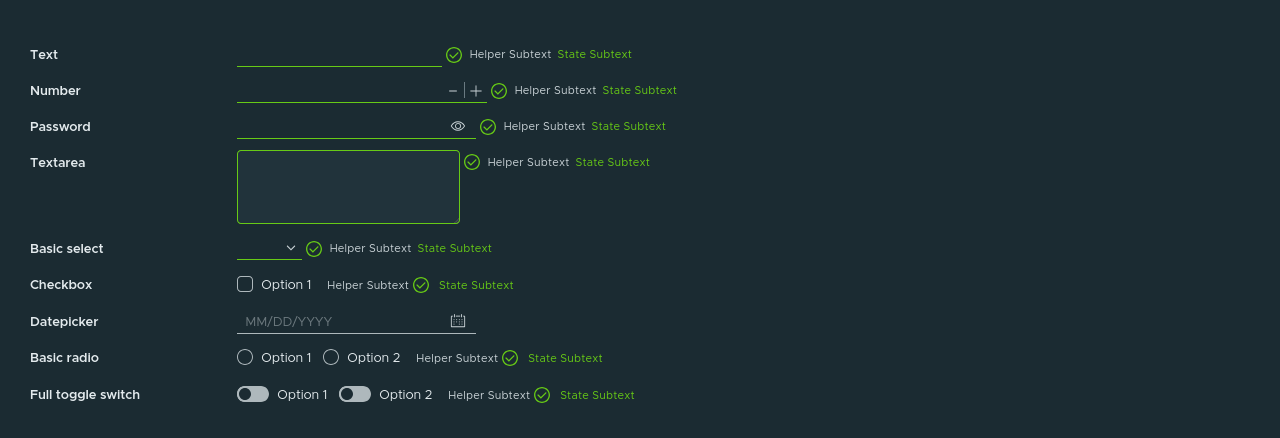 Text Helper Subtext State Subtext
Number Helper Subtext State Subtext
Password Helper Subtext State Subtext
Textarea Helper Subtext State Subtext
Basic select Helper Subtext State Subtext
Checkbox Option 1 Helper Subtext State Subtext
Datepicker MM/DD/YYYY
Basic radio Option 1 Option 2 Helper Subtext State Subtext
Full toggle switch Option 1 Option 2 Helper Subtext State Subtext